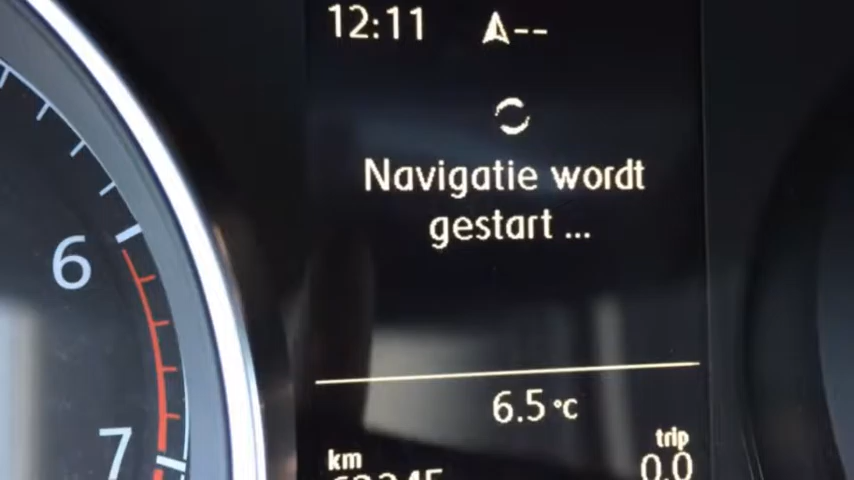 12:11 --
Navigatie wordt
gestart ...
6.5 °C
km
trip
0.0
6
7